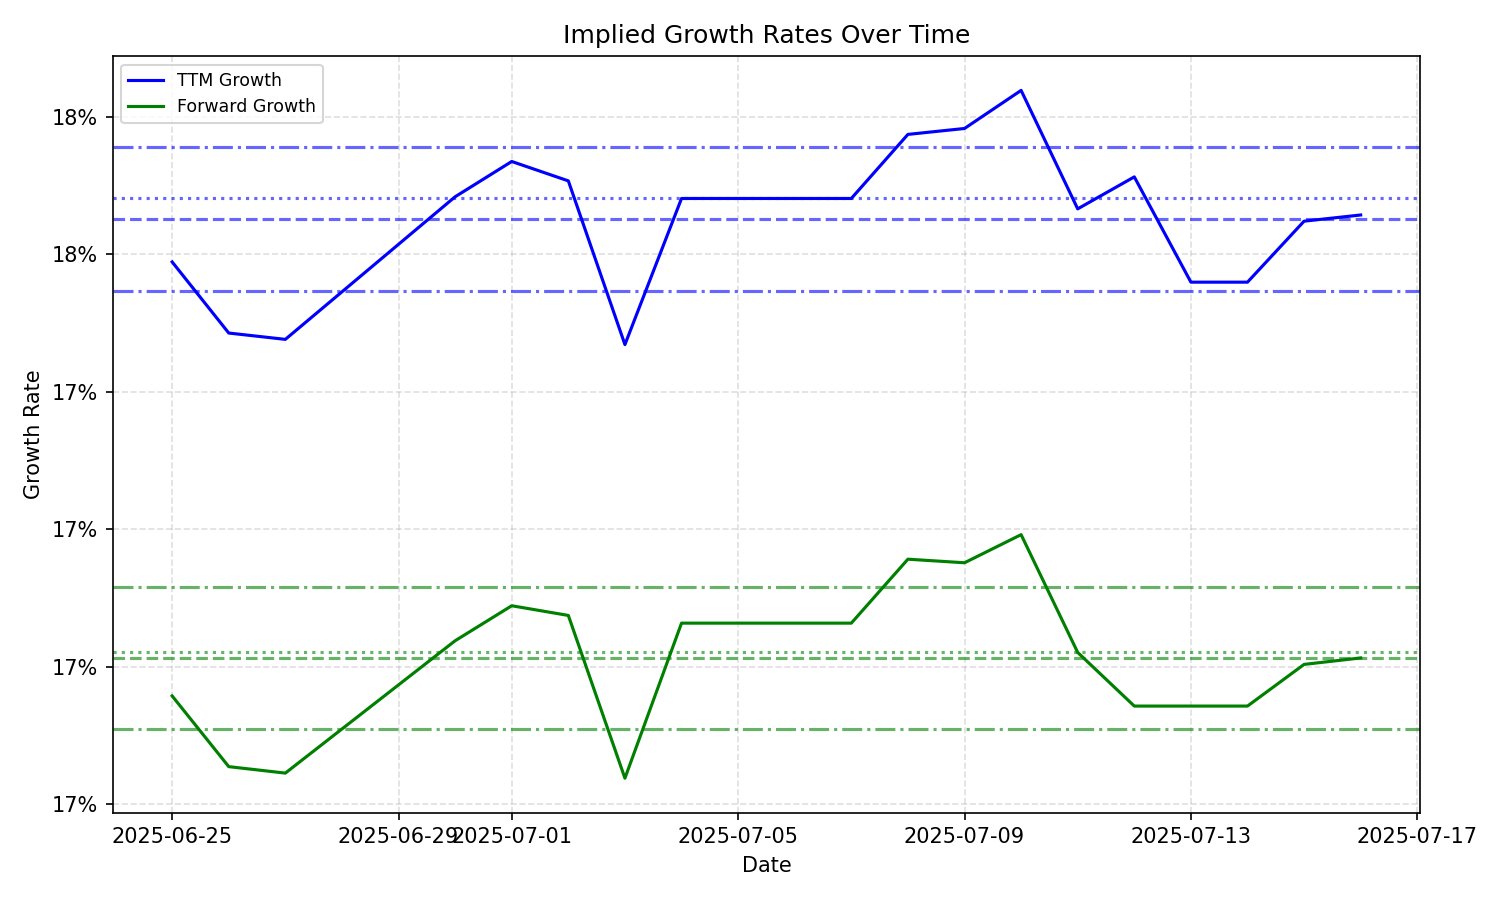 Implied Growth Rates Over Time
TTM Growth
Forward Growth
18%
18%
17%
17%
17%
17%
Growth Rate
2025-06-25
2025-06-29
2025-07-01
2025-07-05
2025-07-09
2025-07-13
2025-07-17
Date